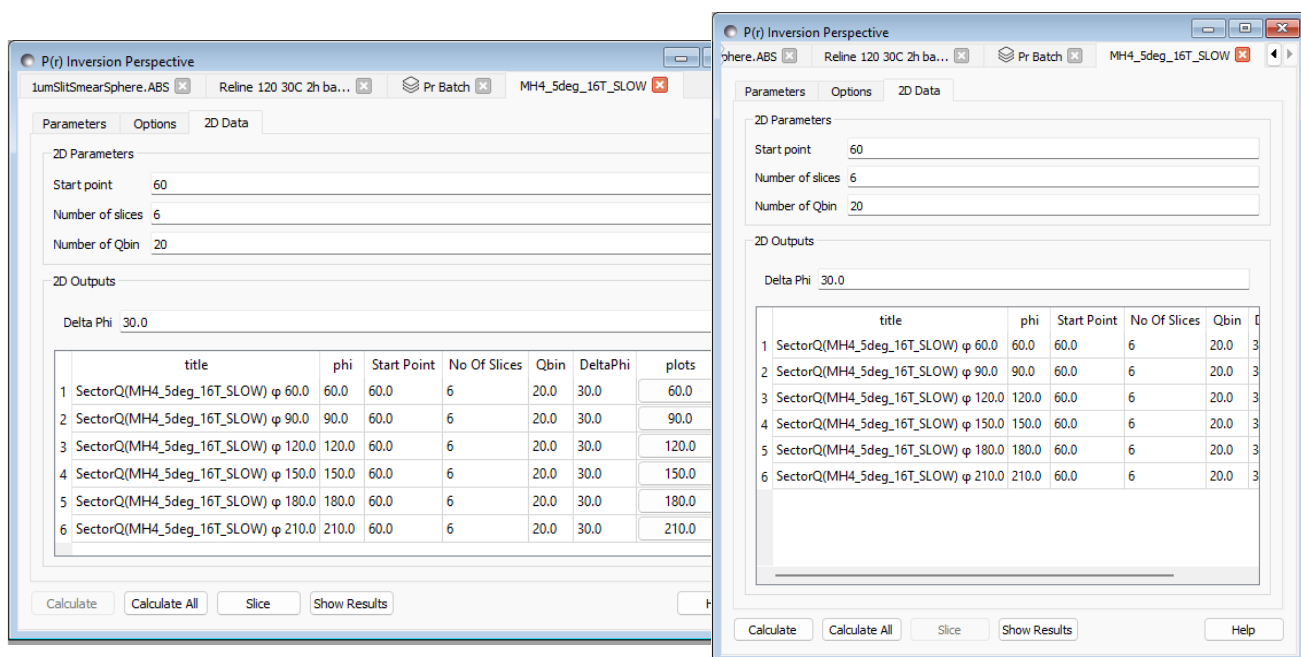 P(r) Inversion Perspective
1umSlitSmearSphere.ABS Reline 120 30C 2h ba... Pr Batch MH4_5deg_16T_SLOW
Parameters Options 2D Data
2D Parameters
Start point 60
Number of slices 6
Number of Qbin 20
2D Outputs
Delta Phi 30.0
title phi Start Point No Of Slices Qbin DeltaPhi plots
1 SectorQ(MH4_5deg_16T_SLOW) φ 60.0 60.0 60.0 6 20.0 30.0 60.0
2 SectorQ(MH4_5deg_16T_SLOW) φ 90.0 90.0 60.0 6 20.0 30.0 90.0
3 SectorQ(MH4_5deg_16T_SLOW) φ 120.0 120.0 60.0 6 20.0 30.0 120.0
4 SectorQ(MH4_5deg_16T_SLOW) φ 150.0 150.0 60.0 6 20.0 30.0 150.0
5 SectorQ(MH4_5deg_16T_SLOW) φ 180.0 180.0 60.0 6 20.0 30.0 180.0
6 SectorQ(MH4_5deg_16T_SLOW) φ 210.0 210.0 60.0 6 20.0 30.0 210.0
Calculate Calculate All Slice Show Results
P(r) Inversion Perspective
phere.ABS Reline 120 30C 2h ba... Pr Batch MH4_5deg_16T_SLOW
Parameters Options 2D Data
2D Parameters
Start point 60
Number of slices 6
Number of Qbin 20
2D Outputs
Delta Phi 30.0
title phi Start Point No Of Slices Qbin
1 SectorQ(MH4_5deg_16T_SLOW) φ 60.0 60.0 60.0 6 20.0 3
2 SectorQ(MH4_5deg_16T_SLOW) φ 90.0 90.0 60.0 6 20.0 3
3 SectorQ(MH4_5deg_16T_SLOW) φ 120.0 120.0 60.0 6 20.0 3
4 SectorQ(MH4_5deg_16T_SLOW) φ 150.0 150.0 60.0 6 20.0 3
5 SectorQ(MH4_5deg_16T_SLOW) φ 180.0 180.0 60.0 6 20.0 3
6 SectorQ(MH4_5deg_16T_SLOW) φ 210.0 210.0 60.0 6 20.0 3
Calculate Calculate All Slice Show Results Help